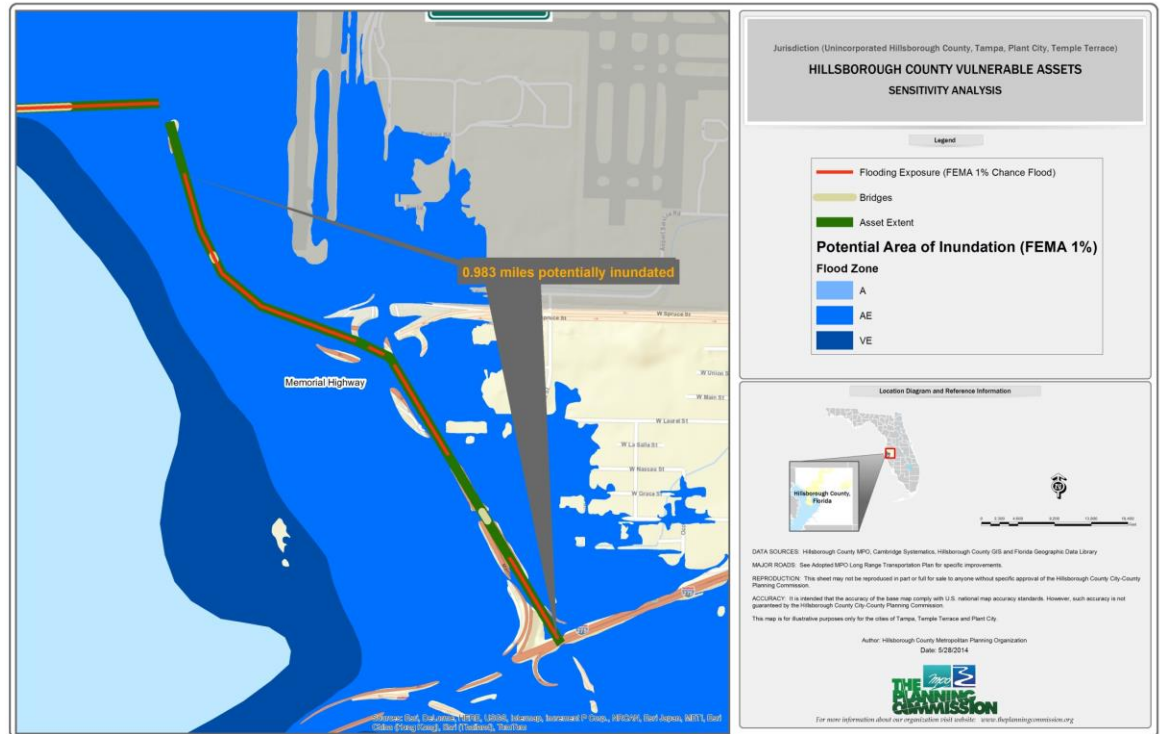 0.983 miles potentially inundated
W Spruce St
W Laurel St
W Nassau St
W Grace St
Memorial Highway
Jurisdiction (Unincorporated Hillsborough County, Tampa, Plant City, Temple Terrace)
HILLSBOROUGH COUNTY VULNERABLE ASSETS
SENSITIVITY ANALYSIS
Legend
Flooding Exposure (FEMA 1% Chance Flood)
Bridges
Asset Extent
Potential Area of Inundation (FEMA 1%)
Flood Zone
A
AE
VE
Location Diagram and Reference Information
Hillsborough County,
Florida
DATA SOURCES: Hillsborough County MPO, Cambridge Systematics, Hillsborough County GIS and Florida Geographic Data Library
MAJOR ROADS: See Adopted MPO Long Range Transportation Plan for specific improvements.
REPRODUCTION: This sheet may not be reproduced in part or full for sale to anyone without specific approval of the Hillsborough County City-County
Planning Commission.
ACCURACY: It is intended that the accuracy of the base map comply with U.S. national map accuracy standards. However, such accuracy is not
guaranteed by the Hillsborough County City-County Planning Commission.
This map is for illustrative purposes only for the cities of Tampa, Temple Terrace and Plant City.
Author: Hillsborough County Metropolitan Planning Organization
Date: 5/28/2014
mpo
THE
PLANNING
COMMISSION
For more information about our organization visit website: www.theplanningcommission.org